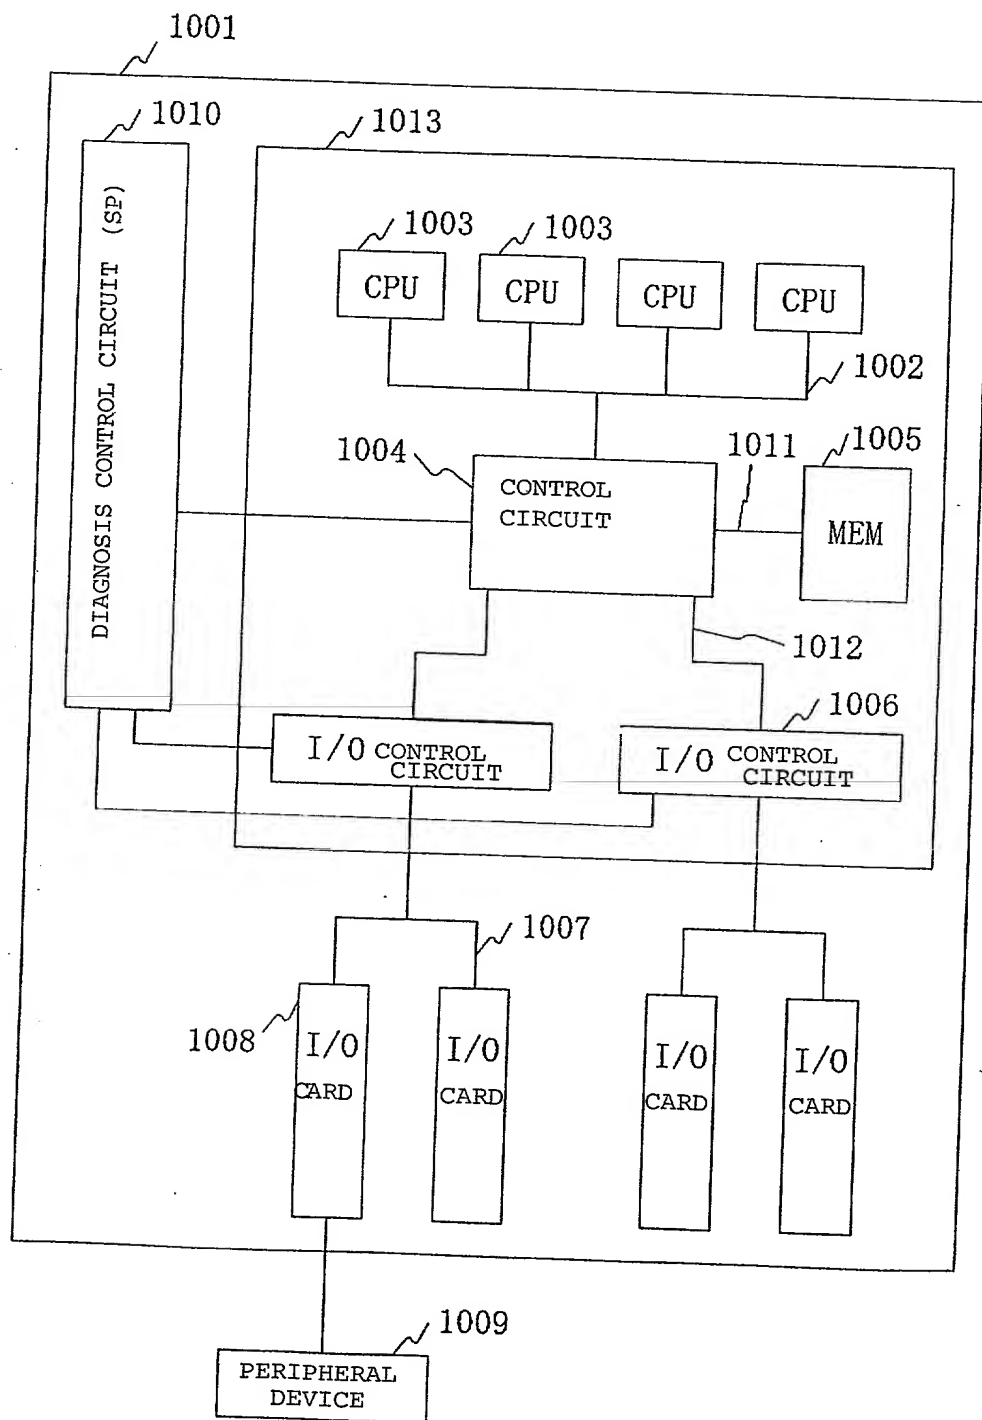 1001
1010
1013
DIAGNOSIS CONTROL CIRCUIT (SP)
1003
1003
CPU
CPU
CPU
CPU
1002
1004
1011
1005
CONTROL
CIRCUIT
MEM
1012
1006
I/O CONTROL
CIRCUIT
I/O CONTROL
CIRCUIT
1007
1008
I/O
CARD
I/O
CARD
I/O
CARD
I/O
CARD
1009
PERIPHERAL
DEVICE